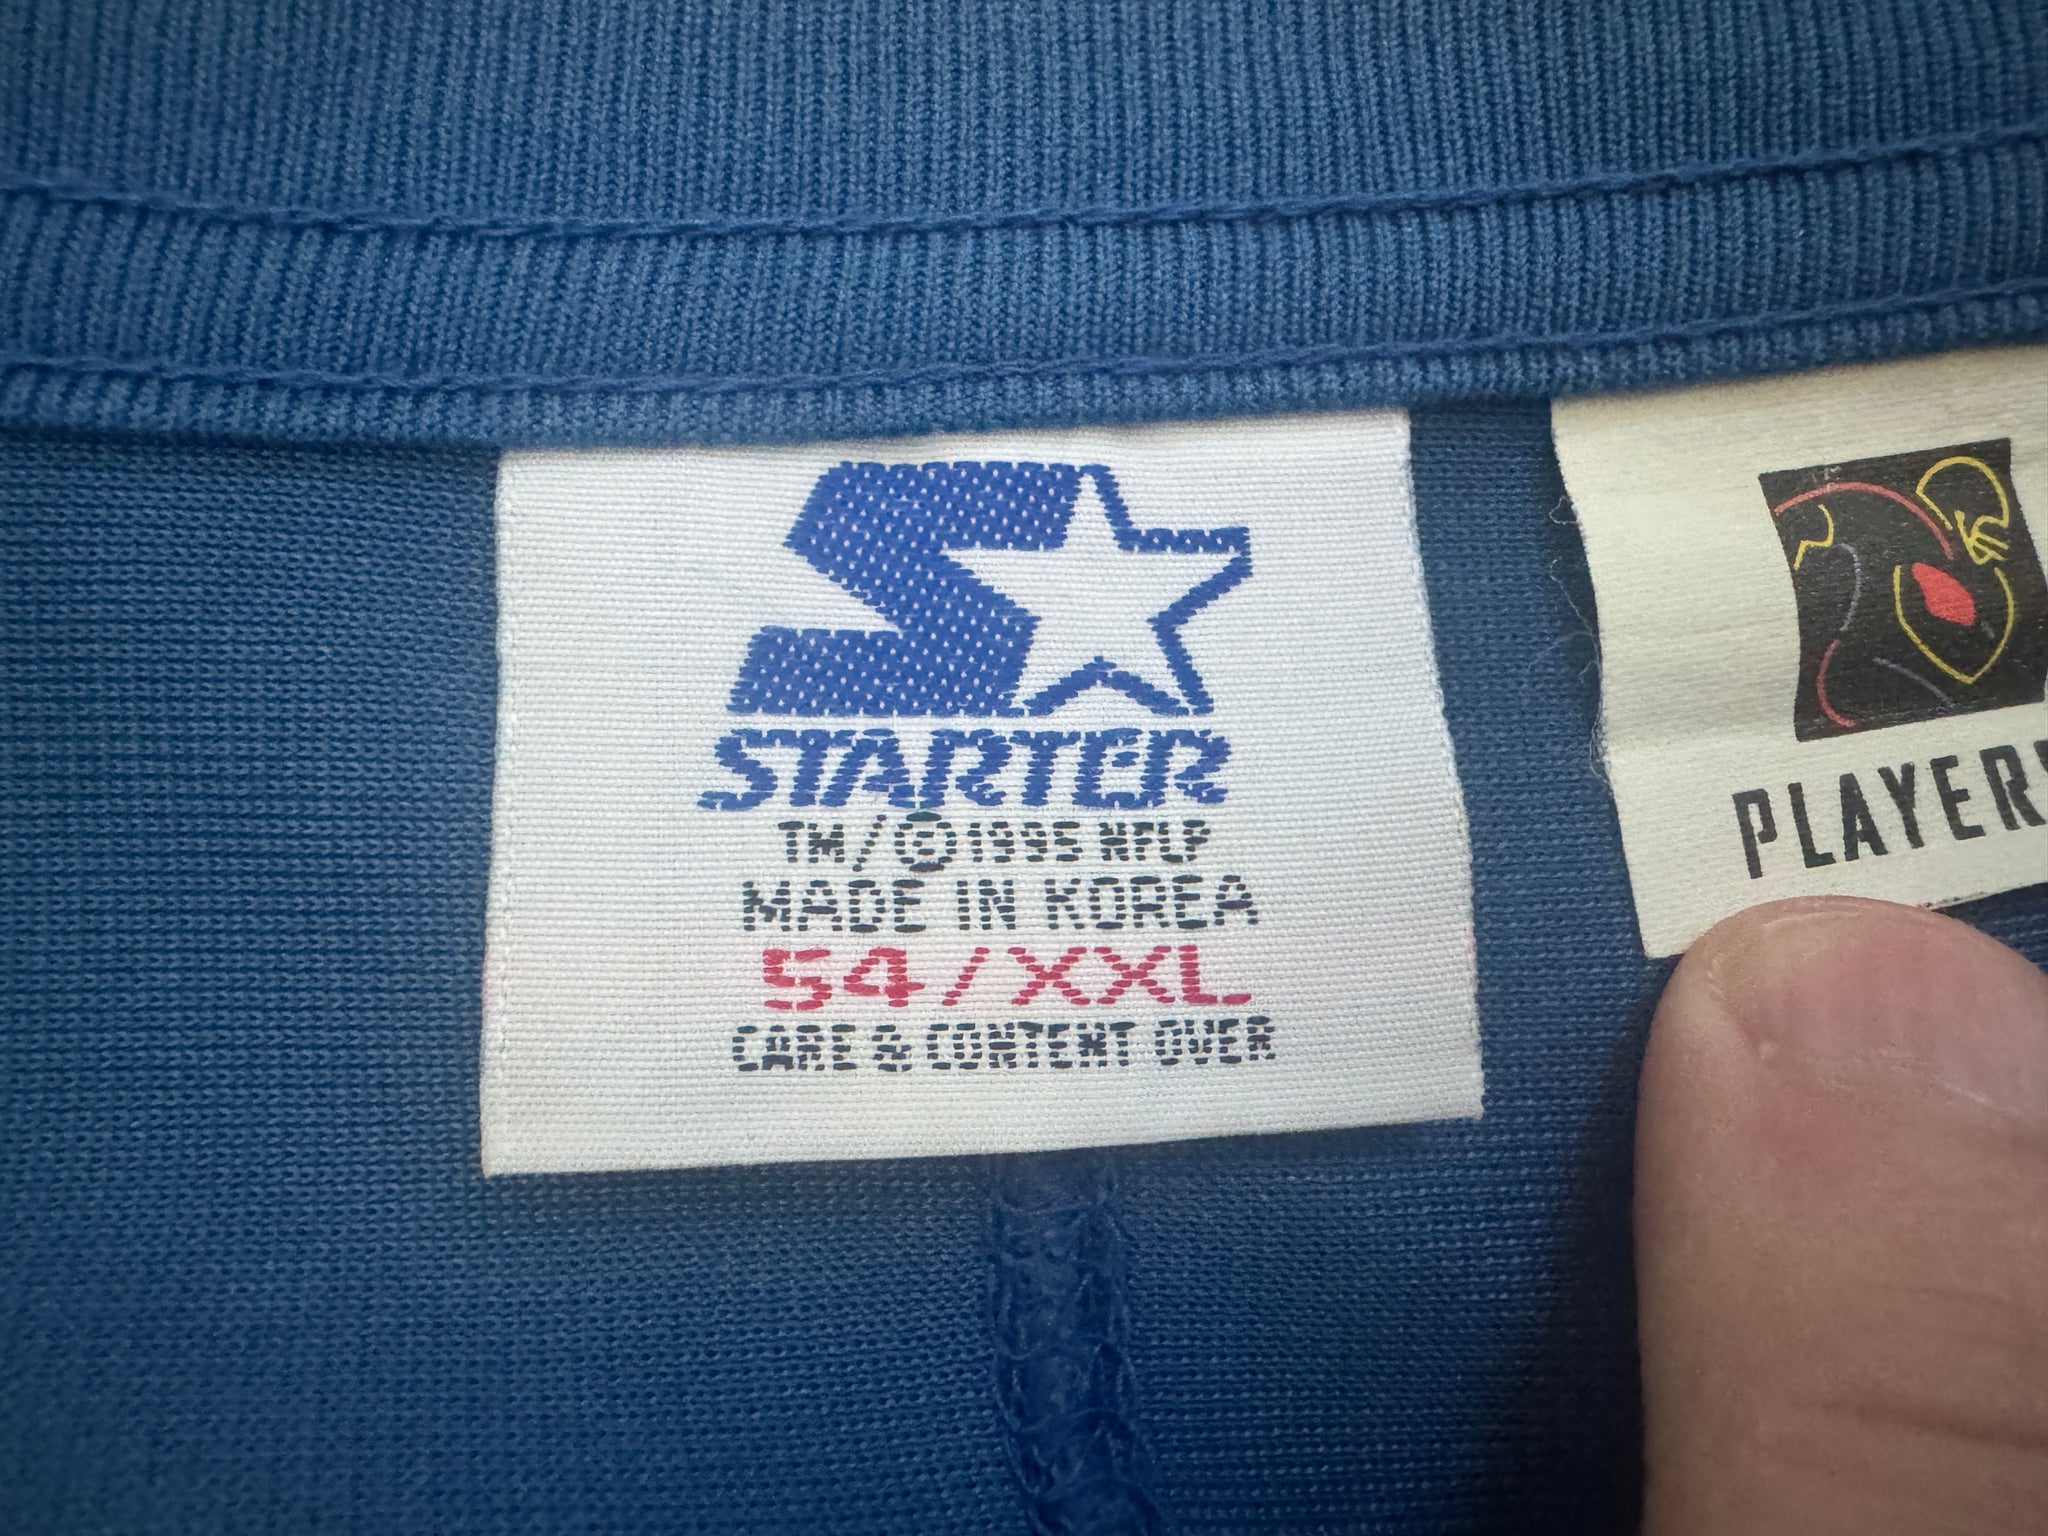 STARTER
TM/©1995 NFLP
MADE IN KOREA
54/XXL
CARE & CONTENT OVER
PLAYER